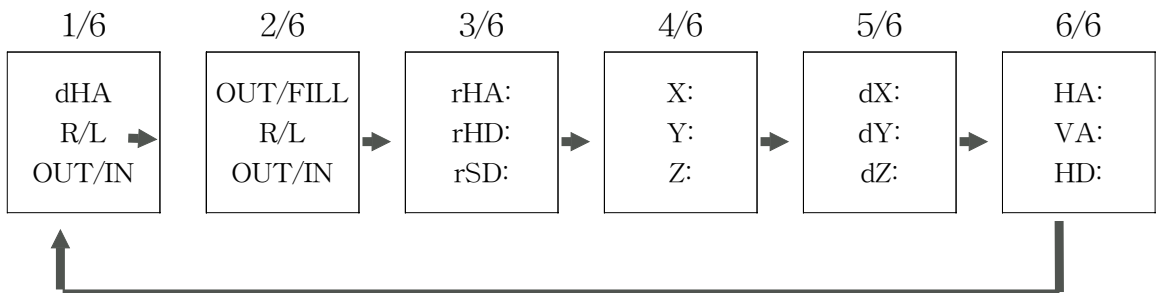 1/6 2/6 3/6 4/6 5/6 6/6
dHA
R/L
OUT/IN
OUT/FILL
R/L
OUT/IN
rHA:
rHD:
rSD:
X:
Y:
Z:
dX:
dY:
dZ:
HA:
VA:
HD: